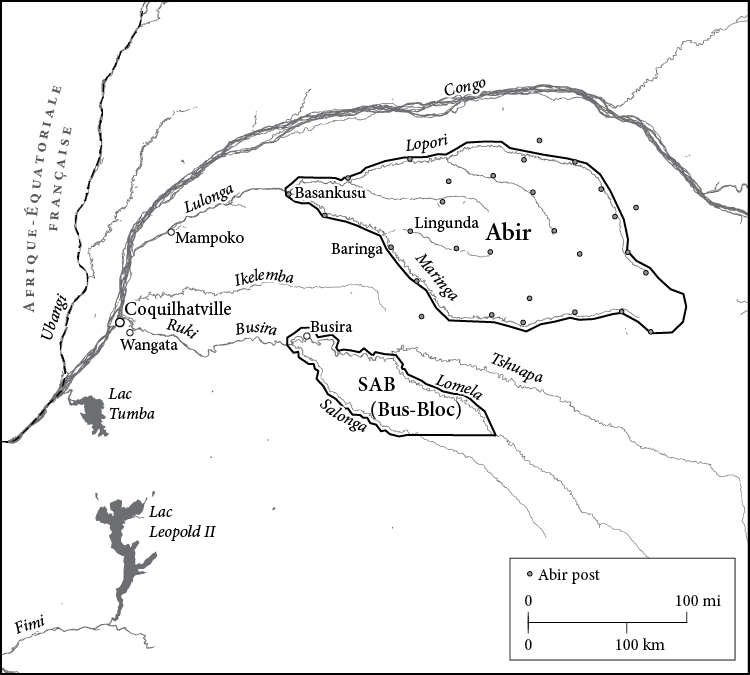 Congo
AFRIQUE-ÉQUATORIALE
FRANÇAISE
Lopori
Lulonga
Basankusu
Mampoko
Lingunda
Abir
Baringa
Maringa
Ikelemba
Ubangi
Coquilhatville
Ruki
Busira
Busira
Wangata
Tshuapa
SAB
(Bus-Bloc)
Lomela
Salonga
Lac
Tumba
Lac
Leopold II
Fimi
Abir post
0 100 mi
0 100 km